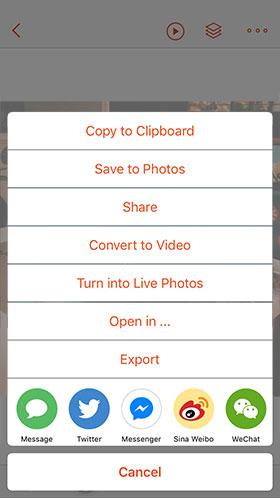 Copy to Clipboard
Save to Photos
Share
Convert to Video
Turn into Live Photos
Open in ...
Export
Message Twitter Messenger Sina Weibo WeChat
Cancel